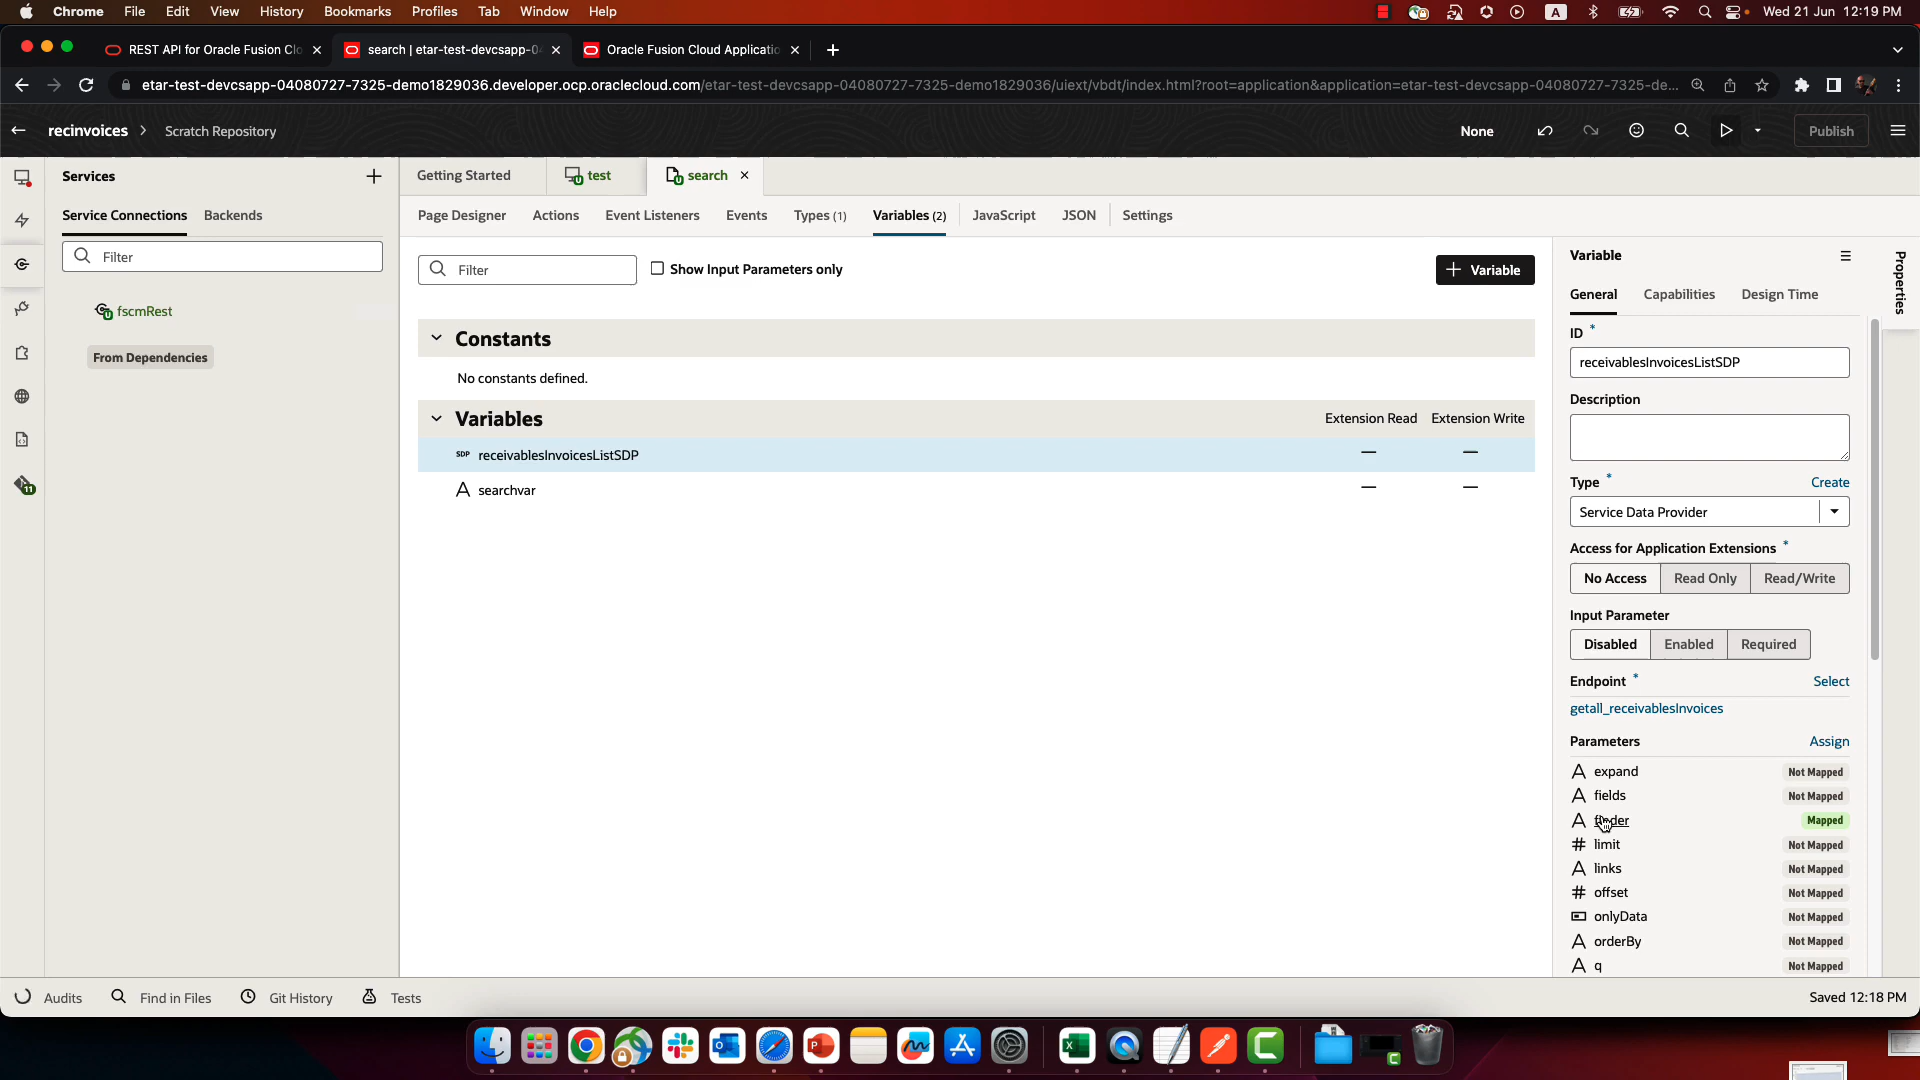 Chrome File Edit View History Bookmarks Profiles Tab Window Help A Wed 21 Jun 12:19 PM
REST API for Oracle Fusion Clo search | etar-test-devcsapp-04 Oracle Fusion Cloud Applicatio
etar-test-devcsapp-04080727-7325-demo1829036.developer.ocp.oraclecloud.com/etar-test-devcsapp-04080727-7325-demo1829036/uiext/vbdt/index.html?root=application&application=etar-test-devcsapp-04080727-7325-demo1829036-7325-de...
recinvoices Scratch Repository None Publish
Services
Getting Started test search
Service Connections Backends
Page Designer Actions Event Listeners Events Types (1) Variables (2) JavaScript JSON Settings
Filter
Filter Show Input Parameters only + Variable
fscmRest
From Dependencies
11
Constants
No constants defined.
Variables Extension Read Extension Write
SDP receivablesInvoicesListSDP — —
A searchvar — —
Properties
Variable
General Capabilities Design Time
ID *
receivablesInvoicesListSDP
Description
Type * Create
Service Data Provider
Access for Application Extensions *
No Access Read Only Read/Write
Input Parameter
Disabled Enabled Required
Endpoint * Select
getall_receivablesInvoices
Parameters Assign
A expand Not Mapped
A fields Not Mapped
A finder Mapped
# limit Not Mapped
A links Not Mapped
# offset Not Mapped
onlyData Not Mapped
A orderBy Not Mapped
A q Not Mapped
Audits Find in Files Git History Tests Saved 12:18 PM